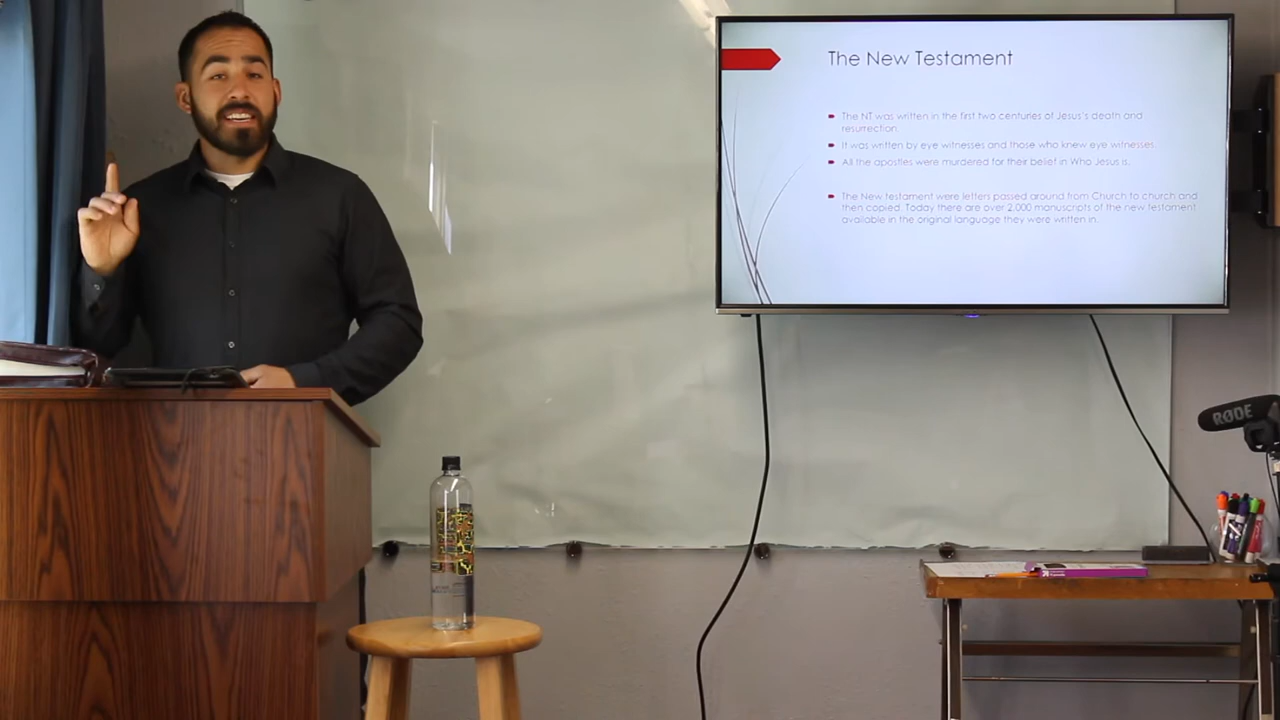 The New Testament
The NT was written in the first two centuries of Jesus's death and
resurrection.
It was written by eye witnesses and those who knew eye witnesses.
All the apostles were murdered for their belief in Who Jesus is.
The New testament were letters passed around from Church to church and
then copied. Today there are over 2,000 manuscripts of the new testament
available in the original language they were written in.
RØDE